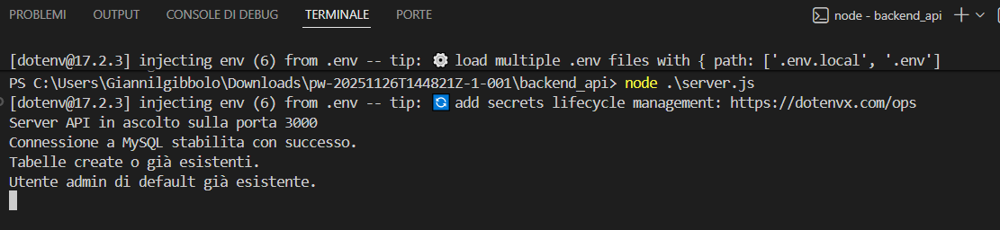 PROBLEMI OUTPUT CONSOLE DI DEBUG TERMINALE PORTE node - backend_api
[dotenv@17.2.3] injecting env (6) from .env -- tip: ⚙️ load multiple .env files with { path: ['.env.local', '.env']
PS C:\Users\Giannilgibbolo\Downloads\pw-20251126T144821Z-1-001\backend_api> node .\server.js
[dotenv@17.2.3] injecting env (6) from .env -- tip: 🔄 add secrets lifecycle management: https://dotenvx.com/ops
Server API in ascolto sulla porta 3000
Connessione a MySQL stabilita con successo.
Tabelle create o già esistenti.
Utente admin di default già esistente.